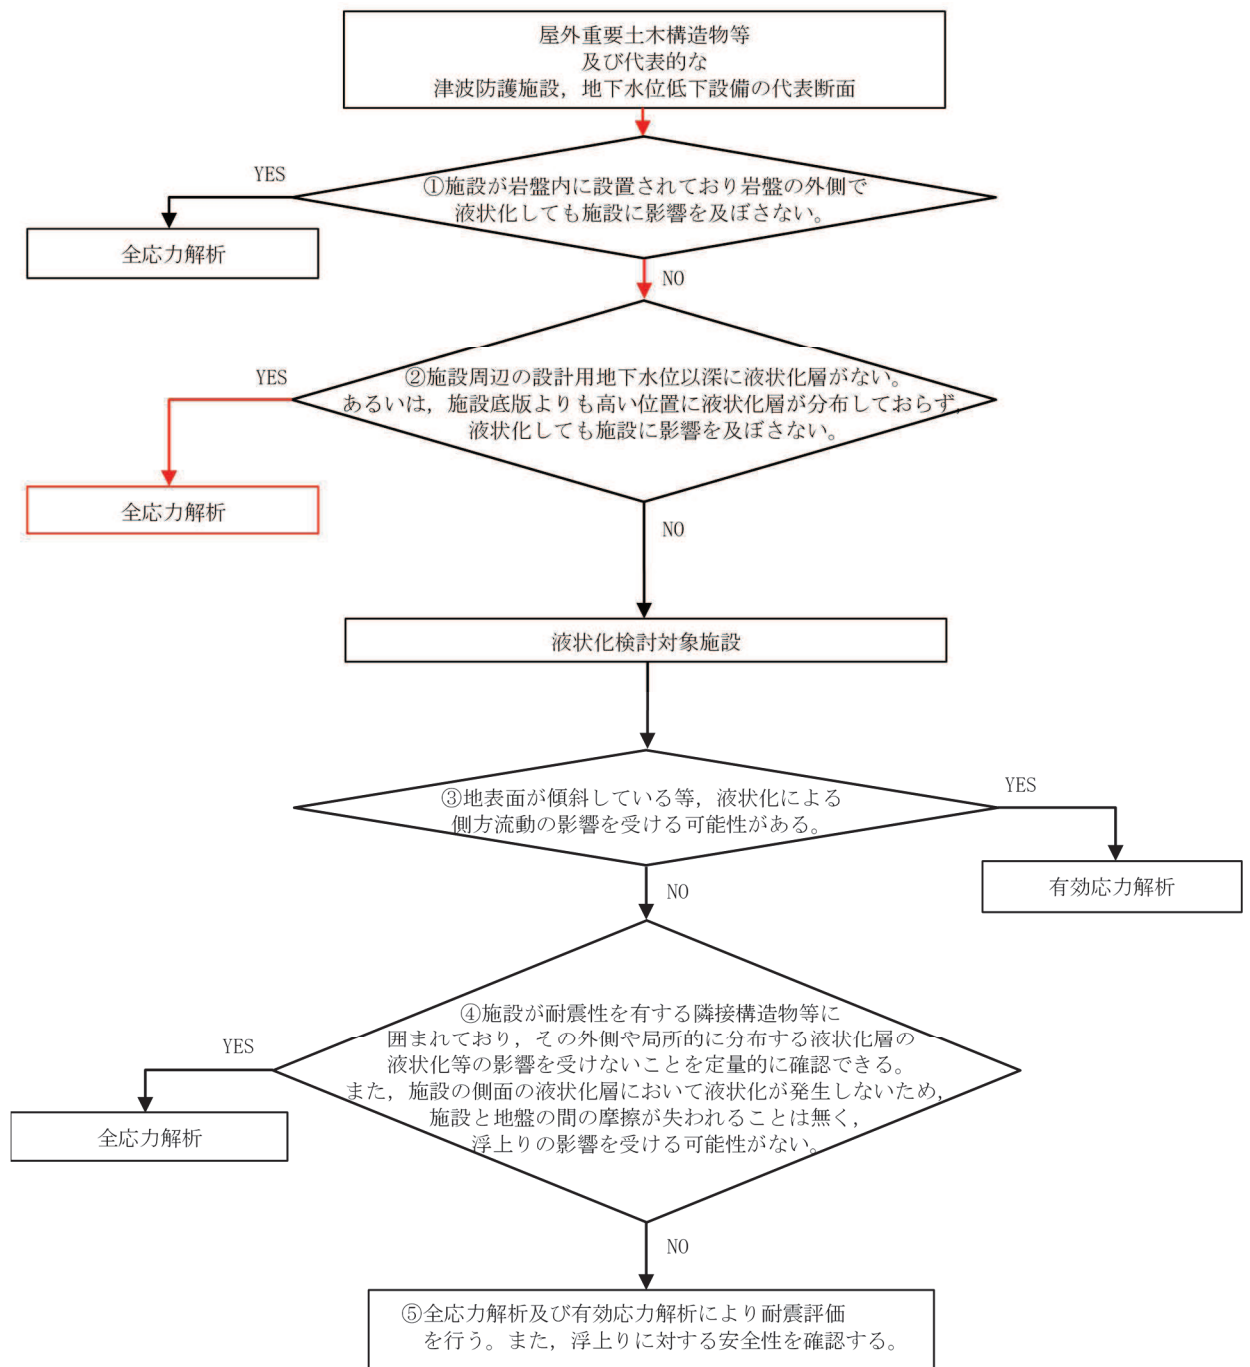 屋外重要土木構造物等
及び代表的な
津波防護施設，地下水位低下設備の代表断面
YES
①施設が岩盤内に設置されており岩盤の外側で
液状化しても施設に影響を及ぼさない。
全応力解析
NO
YES
②施設周辺の設計用地下水位以深に液状化層がない。
あるいは，施設底版よりも高い位置に液状化層が分布しておらず，
液状化しても施設に影響を及ぼさない。
全応力解析
NO
液状化検討対象施設
③地表面が傾斜している等，液状化による
側方流動の影響を受ける可能性がある。
YES
有効応力解析
NO
④施設が耐震性を有する隣接構造物等に
囲まれており，その外側や局所的に分布する液状化層の
液状化等の影響を受けないことを定量的に確認できる。
また，施設の側面の液状化層において液状化が発生しないため，
施設と地盤の間の摩擦が失われることは無く，
浮上りの影響を受ける可能性がない。
YES
全応力解析
NO
⑤全応力解析及び有効応力解析により耐震評価
を行う。また，浮上りに対する安全性を確認する。